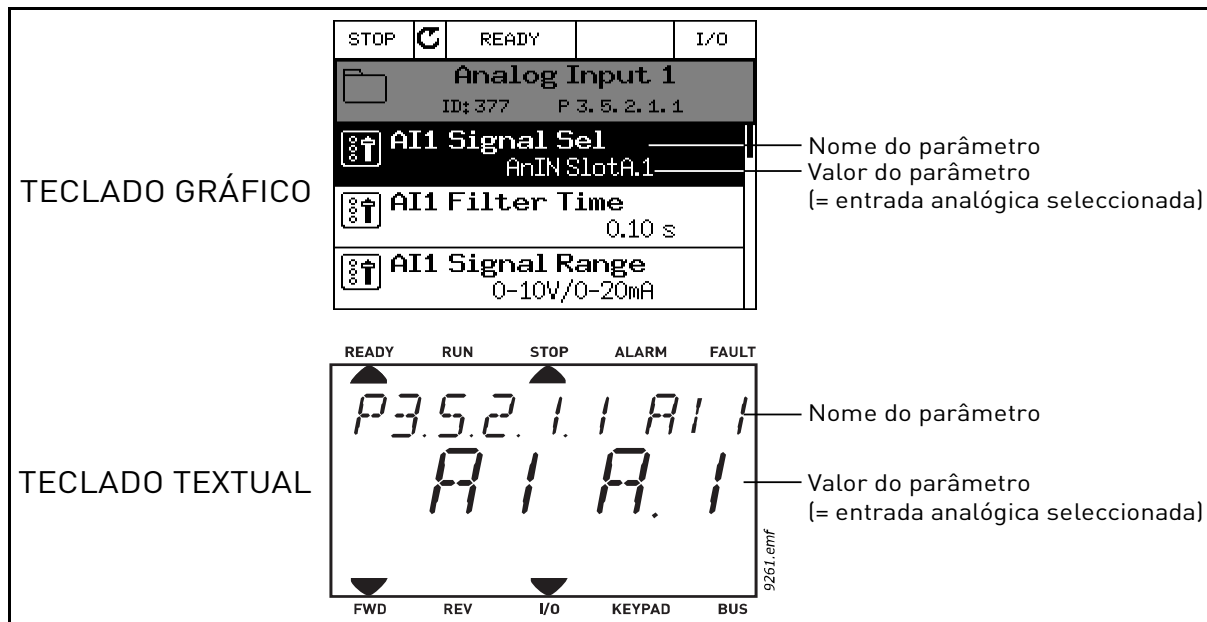 STOP READY I/O
Analog Input 1
ID:377 P 3.5.2.1.1
AI1 Signal Sel
AnIN SlotA.1
AI1 Filter Time
0.10 s
AI1 Signal Range
0-10V/0-20mA
TECLADO GRÁFICO
Nome do parâmetro
Valor do parâmetro
(= entrada analógica seleccionada)
READY RUN STOP ALARM FAULT
P3.5.2.1.1 AI1
AI A.1
FWD REV I/O KEYPAD BUS
TECLADO TEXTUAL
Nome do parâmetro
Valor do parâmetro
(= entrada analógica seleccionada)
9261.emf